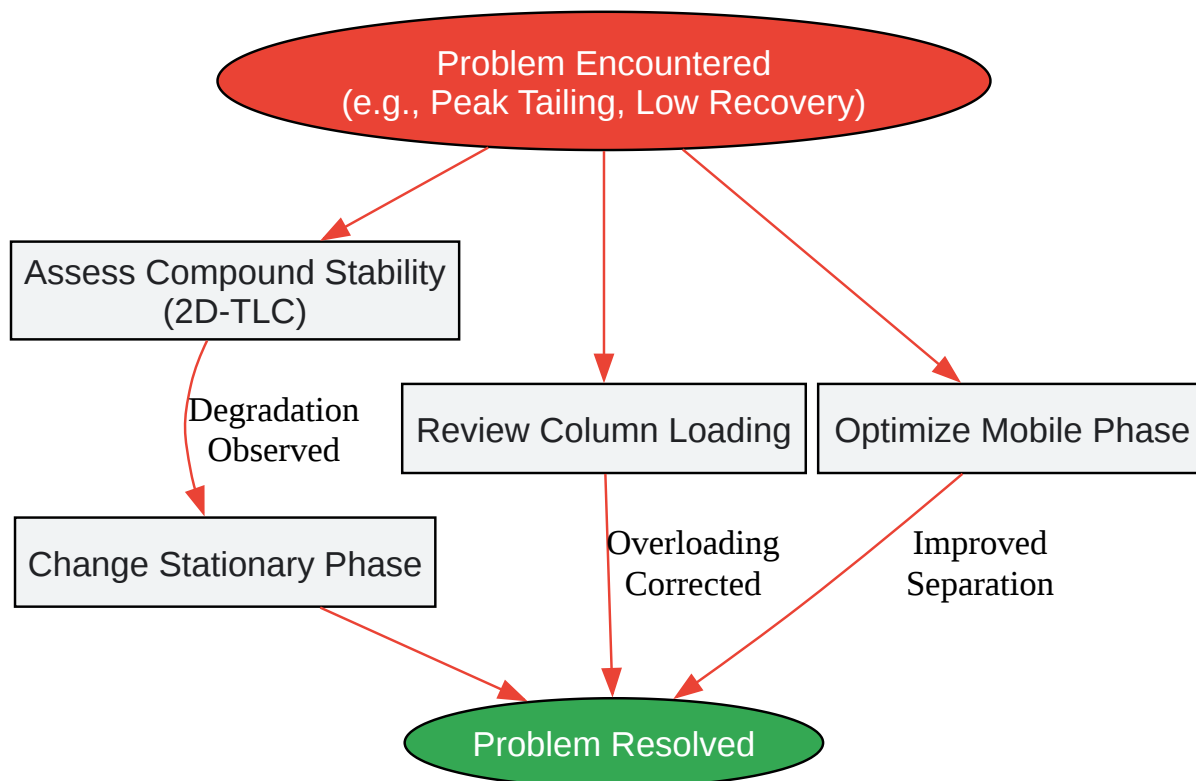 Problem Encountered
(e.g., Peak Tailing, Low Recovery)
Assess Compound Stability
(2D-TLC)
Degradation
Observed
Review Column Loading
Optimize Mobile Phase
Change Stationary Phase
Overloading
Corrected
Improved
Separation
Problem Resolved